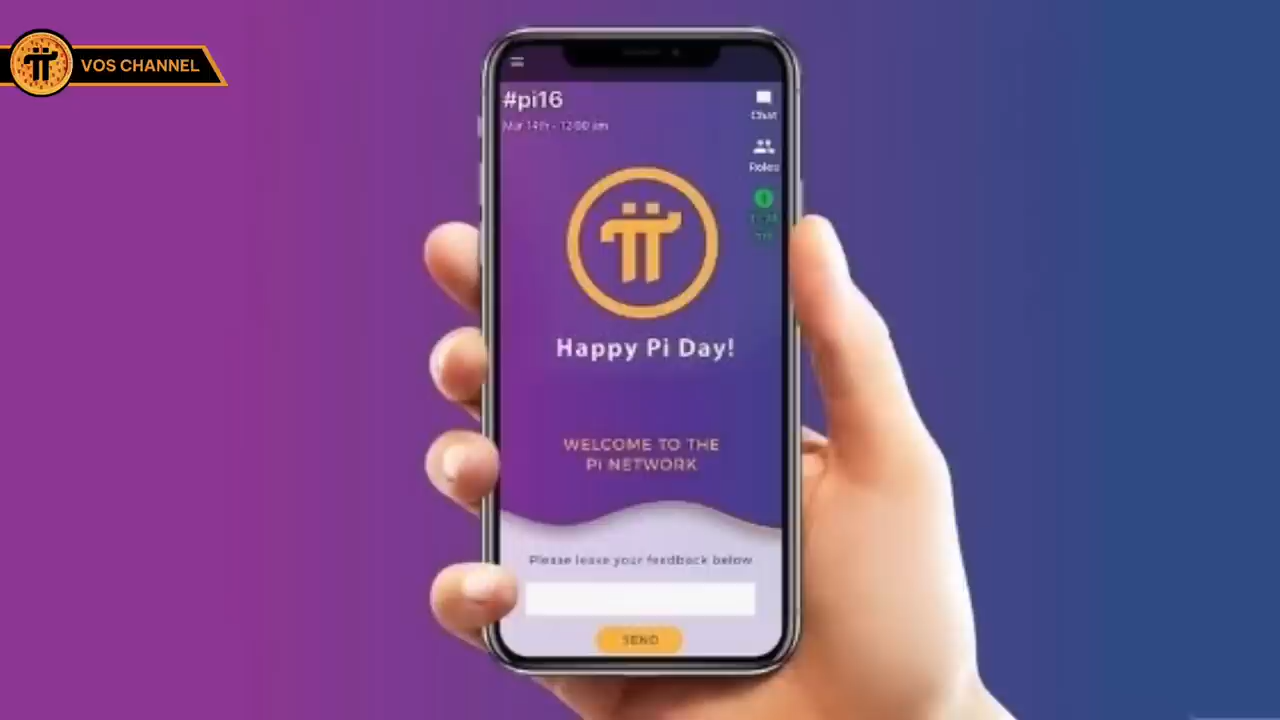 VOS CHANNEL
#pi16
Mar 14th - 12:00 am
Chat
Roles
Happy Pi Day!
WELCOME TO THE
Pi NETWORK
Please leave your feedback below
SEND